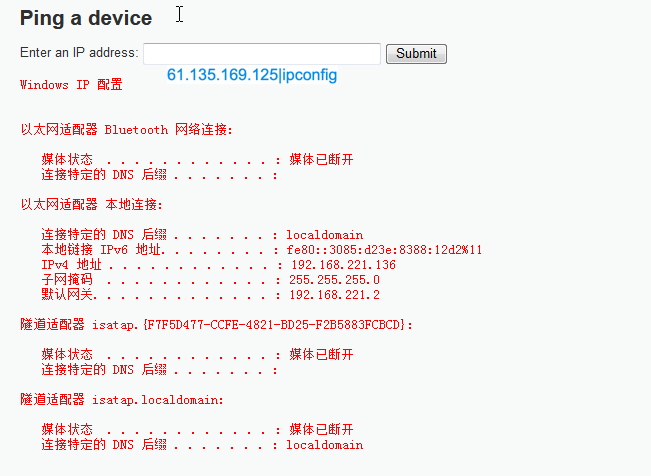 Ping a device
Enter an IP address: Submit
61.135.169.125|ipconfig
Windows IP 配置
以太网适配器 Bluetooth 网络连接:
媒体状态 . . . . . . . . . . . . : 媒体已断开
连接特定的 DNS 后缀 . . . . . . . :
以太网适配器 本地连接:
连接特定的 DNS 后缀 . . . . . . . : localdomain
本地链接 IPv6 地址. . . . . . . . : fe80::3085:d23e:8388:12d2%11
IPv4 地址 . . . . . . . . . . . . : 192.168.221.136
子网掩码 . . . . . . . . . . . . : 255.255.255.0
默认网关. . . . . . . . . . . . . : 192.168.221.2
隧道适配器 isatap.{F7F5D477-CCFE-4821-BD25-F2B5883FCBCD}:
媒体状态 . . . . . . . . . . . . : 媒体已断开
连接特定的 DNS 后缀 . . . . . . . :
隧道适配器 isatap.localdomain:
媒体状态 . . . . . . . . . . . . : 媒体已断开
连接特定的 DNS 后缀 . . . . . . . : localdomain